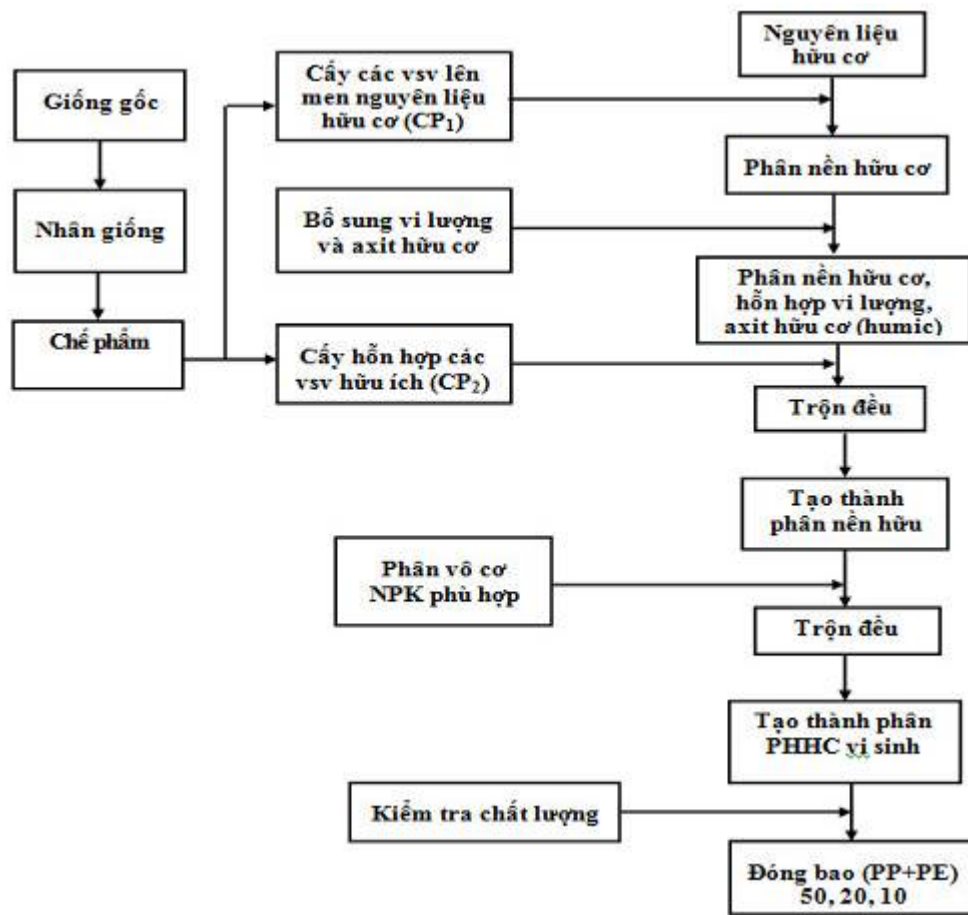 Nguyên liệu
hữu cơ
Giống gốc
Cấy các vsv lên
men nguyên liệu
hữu cơ (CP₁)
Phân nền hữu cơ
Nhân giống
Bổ sung vi lượng
và axit hữu cơ
Phân nền hữu cơ,
hỗn hợp vi lượng,
axit hữu cơ (humic)
Chế phẩm
Cấy hỗn hợp các
vsv hữu ích (CP₂)
Trộn đều
Tạo thành
phân nền hữu
Phân vô cơ
NPK phù hợp
Trộn đều
Tạo thành phân
PHHC vi sinh
Kiểm tra chất lượng
Đóng bao (PP+PE)
50, 20, 10